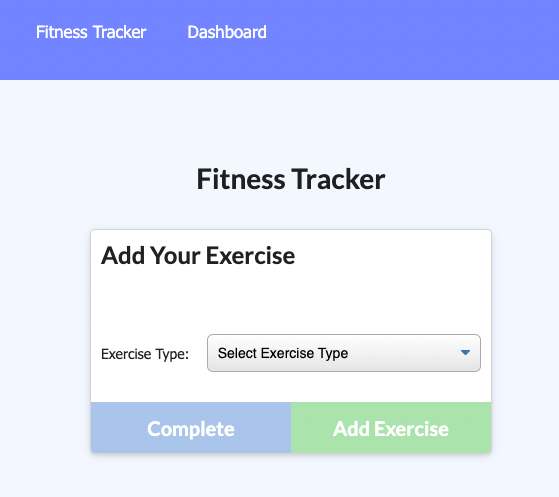 Fitness Tracker Dashboard
Fitness Tracker
Add Your Exercise
Exercise Type: Select Exercise Type
Complete Add Exercise